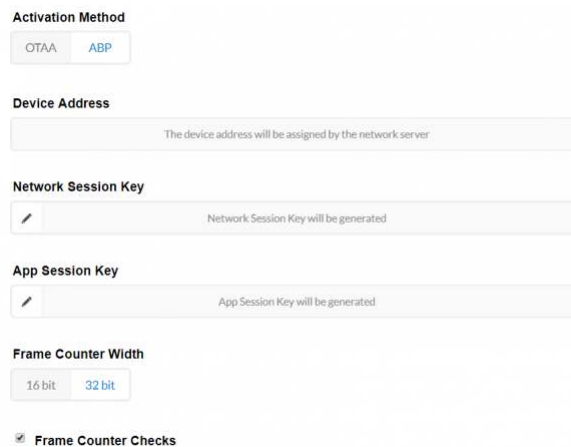 Activation Method
OTAA ABP
Device Address
The device address will be assigned by the network server
Network Session Key
Network Session Key will be generated
App Session Key
App Session Key will be generated
Frame Counter Width
16 bit 32 bit
Frame Counter Checks